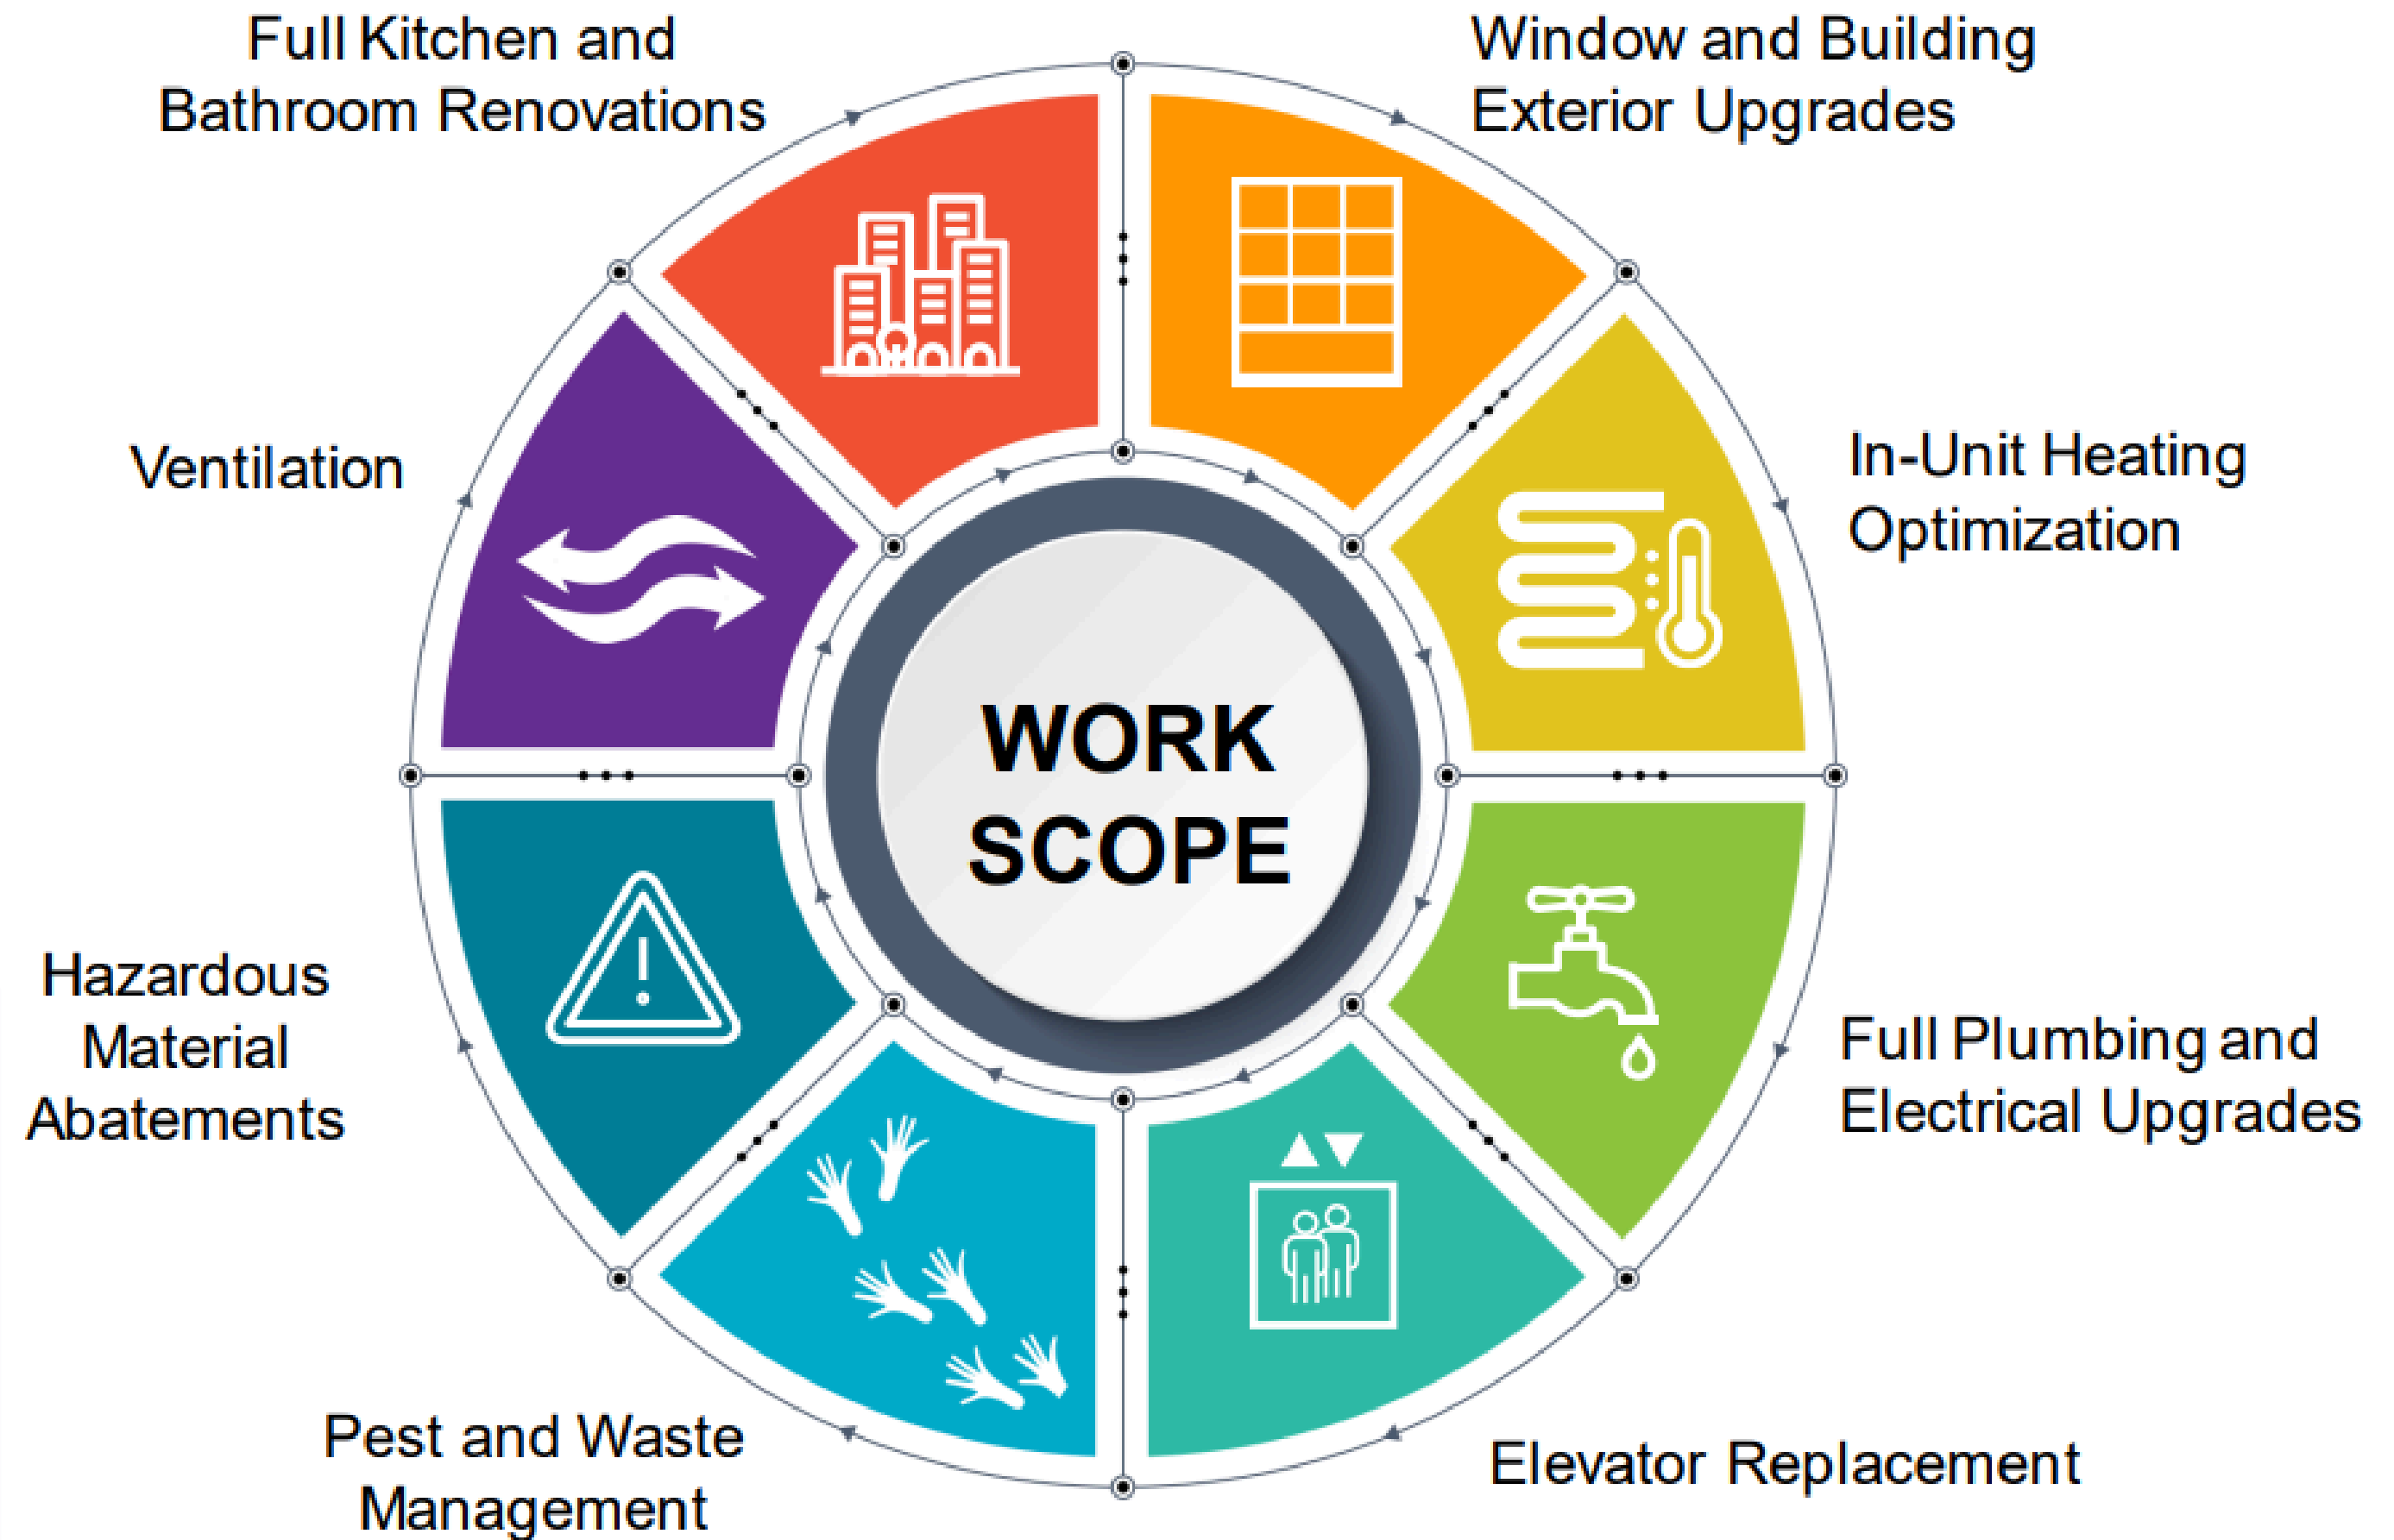 Full Kitchen and
Bathroom Renovations
Window and Building
Exterior Upgrades
In-Unit Heating
Optimization
Full Plumbing and
Electrical Upgrades
Elevator Replacement
Pest and Waste
Management
Hazardous
Material
Abatements
Ventilation
WORK
SCOPE